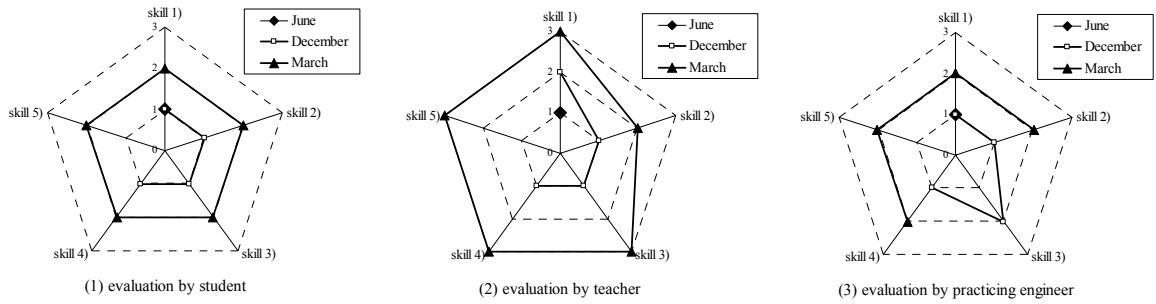 skill 1)
3
2
1
0
skill 2)
skill 3)
skill 4)
skill 5)
June
December
March
(1) evaluation by student
skill 1)
3
2
1
0
skill 2)
skill 3)
skill 4)
skill 5)
June
December
March
(2) evaluation by teacher
skill 1)
3
2
1
0
skill 2)
skill 3)
skill 4)
skill 5)
June
December
March
(3) evaluation by practicing engineer